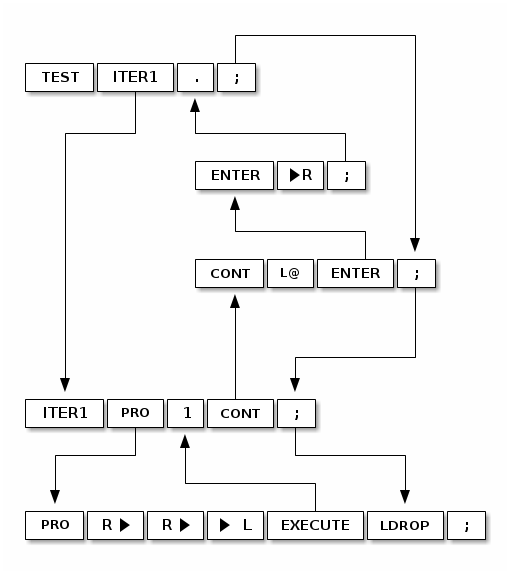 TEST ITER1 . ;
ENTER ▶R ;
CONT L@ ENTER ;
ITER1 PRO 1 CONT ;
PRO R ▶ R ▶ ▶ L EXECUTE LDROP ;